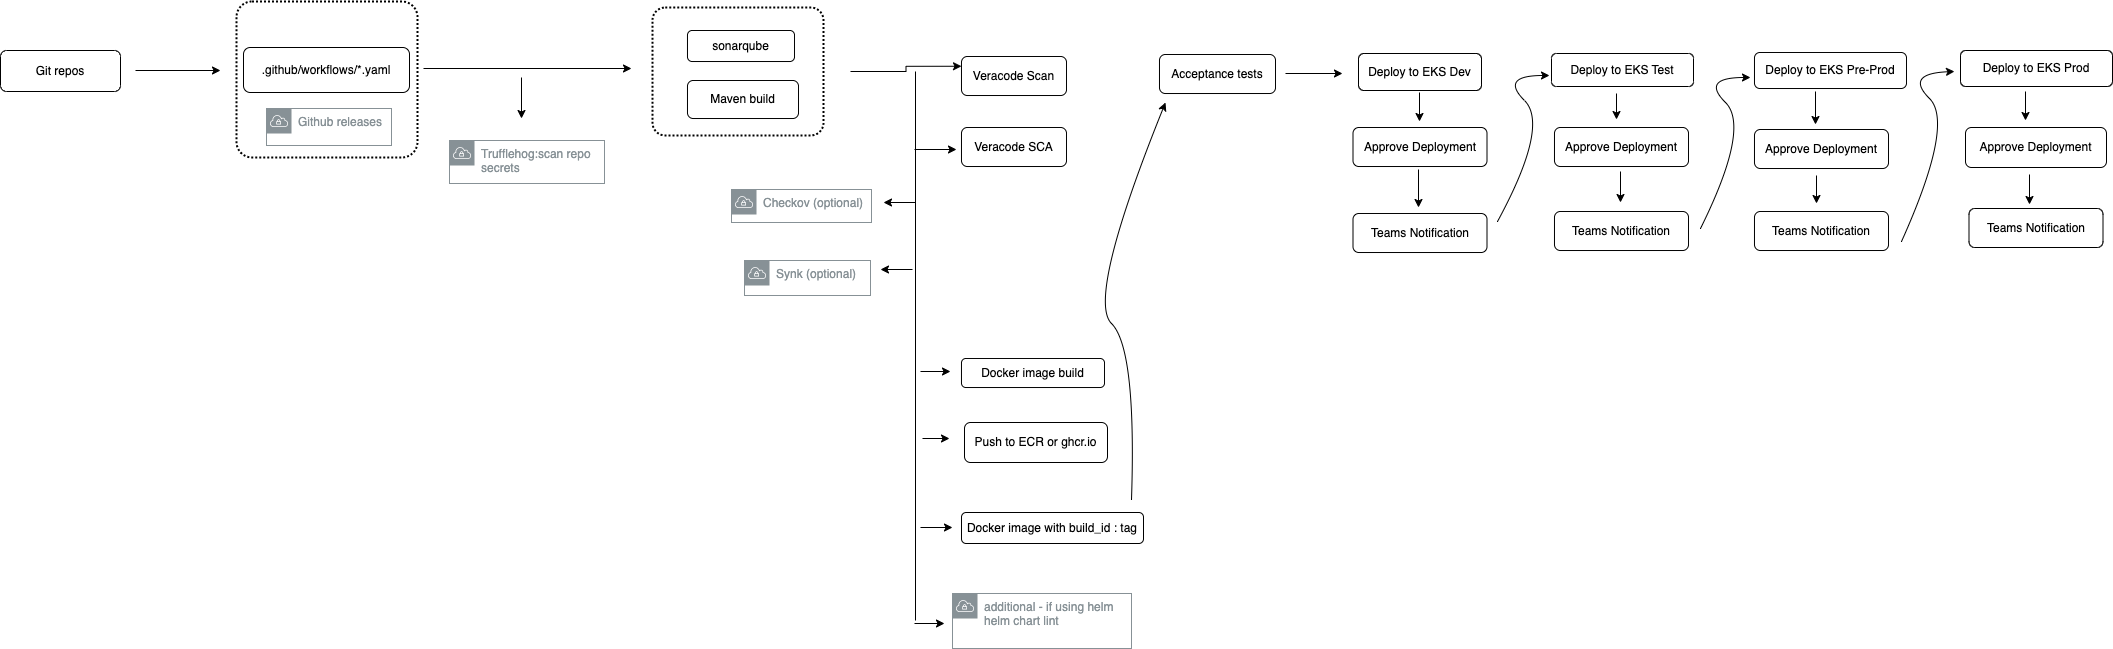 Git repos
.github/workflows/*.yaml
Github releases
Trufflehog:scan repo
secrets
sonarqube
Maven build
Veracode Scan
Veracode SCA
Checkov (optional)
Synk (optional)
Docker image build
Push to ECR or ghcr.io
Docker image with build_id : tag
additional - if using helm
helm chart lint
Acceptance tests
Deploy to EKS Dev
Approve Deployment
Teams Notification
Deploy to EKS Test
Approve Deployment
Teams Notification
Deploy to EKS Pre-Prod
Approve Deployment
Teams Notification
Deploy to EKS Prod
Approve Deployment
Teams Notification